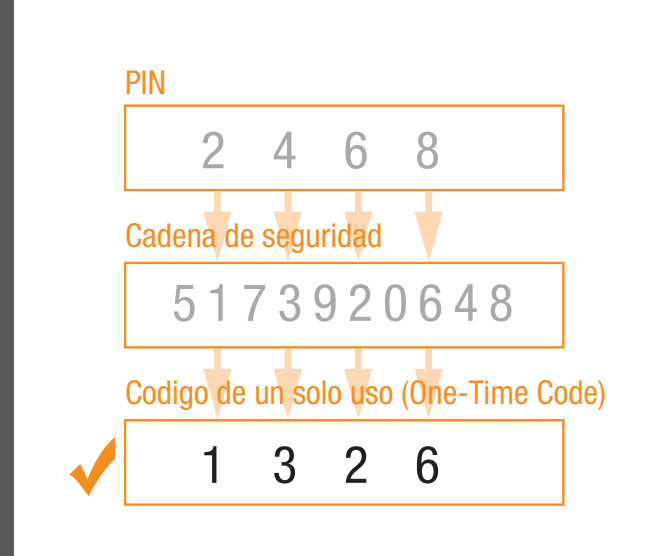 PIN
2 4 6 8
Cadena de seguridad
5 1 7 3 9 2 0 6 4 8
Codigo de un solo uso (One-Time Code)
1 3 2 6